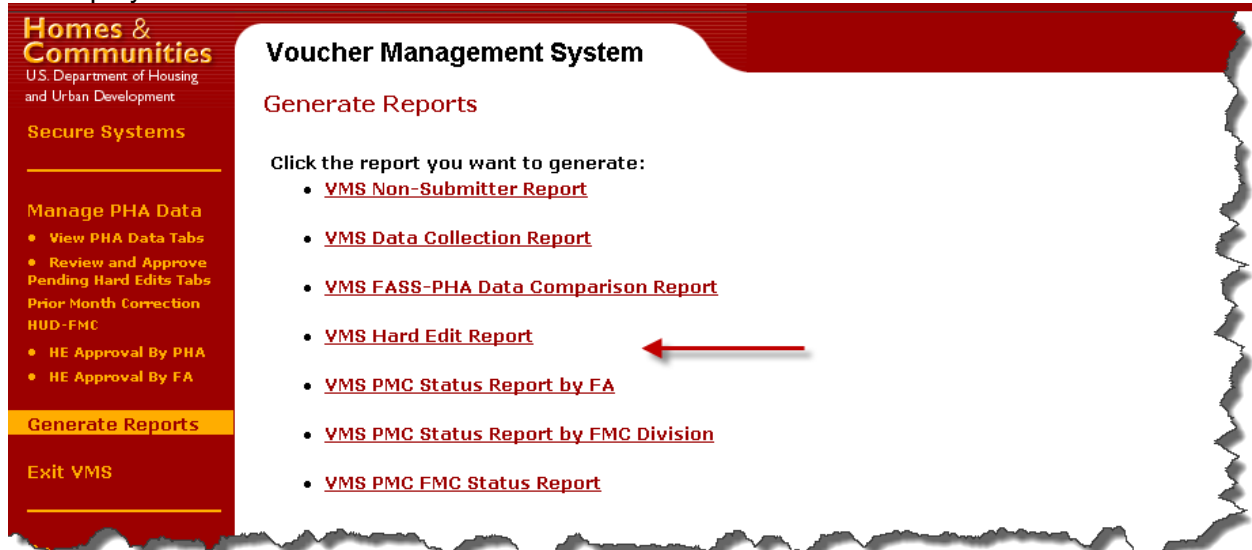 Homes &
Communities
U.S. Department of Housing
and Urban Development
Secure Systems
Manage PHA Data
• View PHA Data Tabs
• Review and Approve
Pending Hard Edits Tabs
Prior Month Correction
HUD-FMC
• HE Approval By PHA
• HE Approval By FA
Generate Reports
Exit VMS
Voucher Management System
Generate Reports
Click the report you want to generate:
• VMS Non-Submitter Report
• VMS Data Collection Report
• VMS FASS-PHA Data Comparison Report
• VMS Hard Edit Report
• VMS PMC Status Report by FA
• VMS PMC Status Report by FMC Division
• VMS PMC FMC Status Report